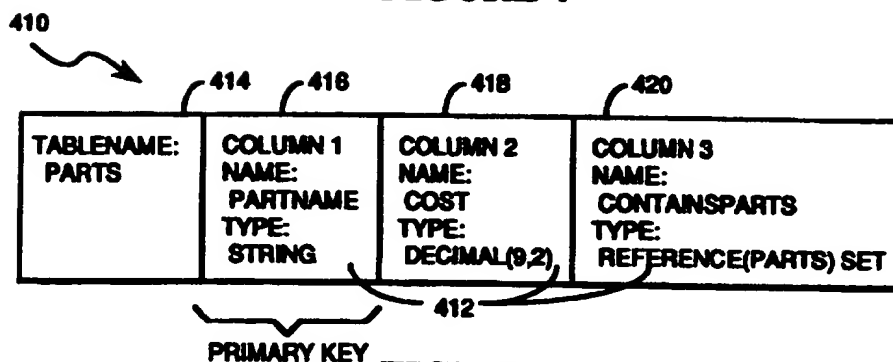 410
414
416
418
420
TABLENAME:
PARTS
COLUMN 1
NAME:
PARTNAME
TYPE:
STRING
COLUMN 2
NAME:
COST
TYPE:
DECIMAL(9,2)
COLUMN 3
NAME:
CONTAINSPARTS
TYPE:
REFERENCE(PARTS) SET
412
PRIMARY KEY